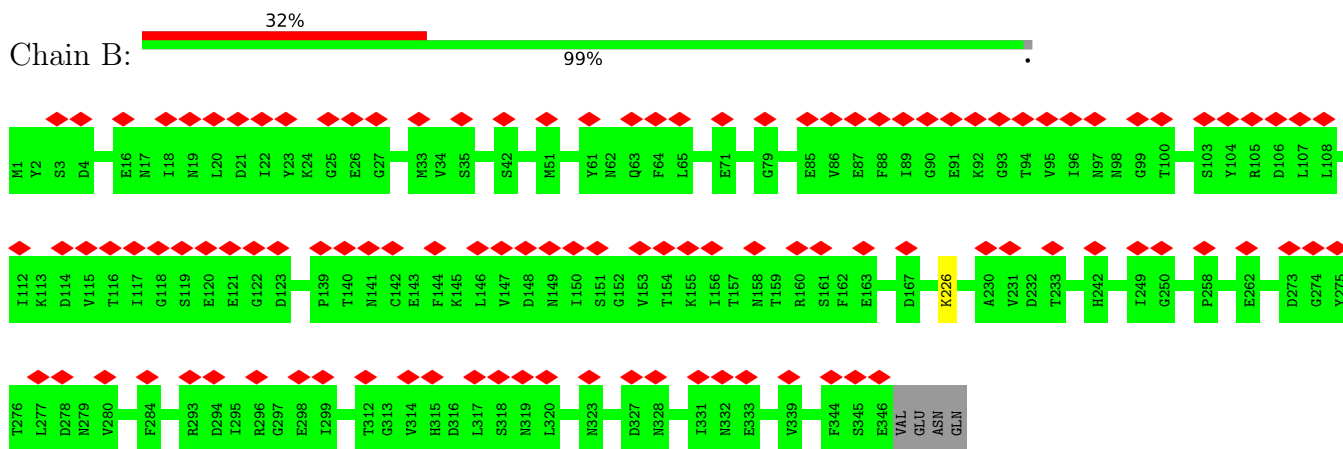 32%
Chain B:
99%
.
M1 Y2 S3 D4 E16 N17 I18 N19 L20 D21 I22 Y23 K24 G25 E26 G27 M33 V34 S35 S42 M51 Y61 N62 Q63 F64 L65 E71 G79 E85 V86 E87 F88 I89 G90 E91 K92 G93 T94 V95 I96 N97 N98 G99 T100 S103 Y104 R105 D106 L107 L108
I112 K113 D114 V115 T116 I117 G118 S119 E120 E121 G122 D123 P139 T140 N141 C142 E143 F144 K145 L146 V147 D148 N149 I150 S151 G152 V153 T154 K155 I156 T157 N158 T159 R160 S161 F162 E163 D167 K226 A230 V231 D232 T233 H242 I249 G250 P258 E262 D273 G274 Y275
T276 L277 D278 N279 V280 F284 R293 D294 I295 R296 G297 E298 I299 T312 G313 V314 H315 D316 L317 S318 N319 L320 N323 D327 N328 I331 N332 E333 V339 F344 S345 E346 VAL GLU ASN GLN